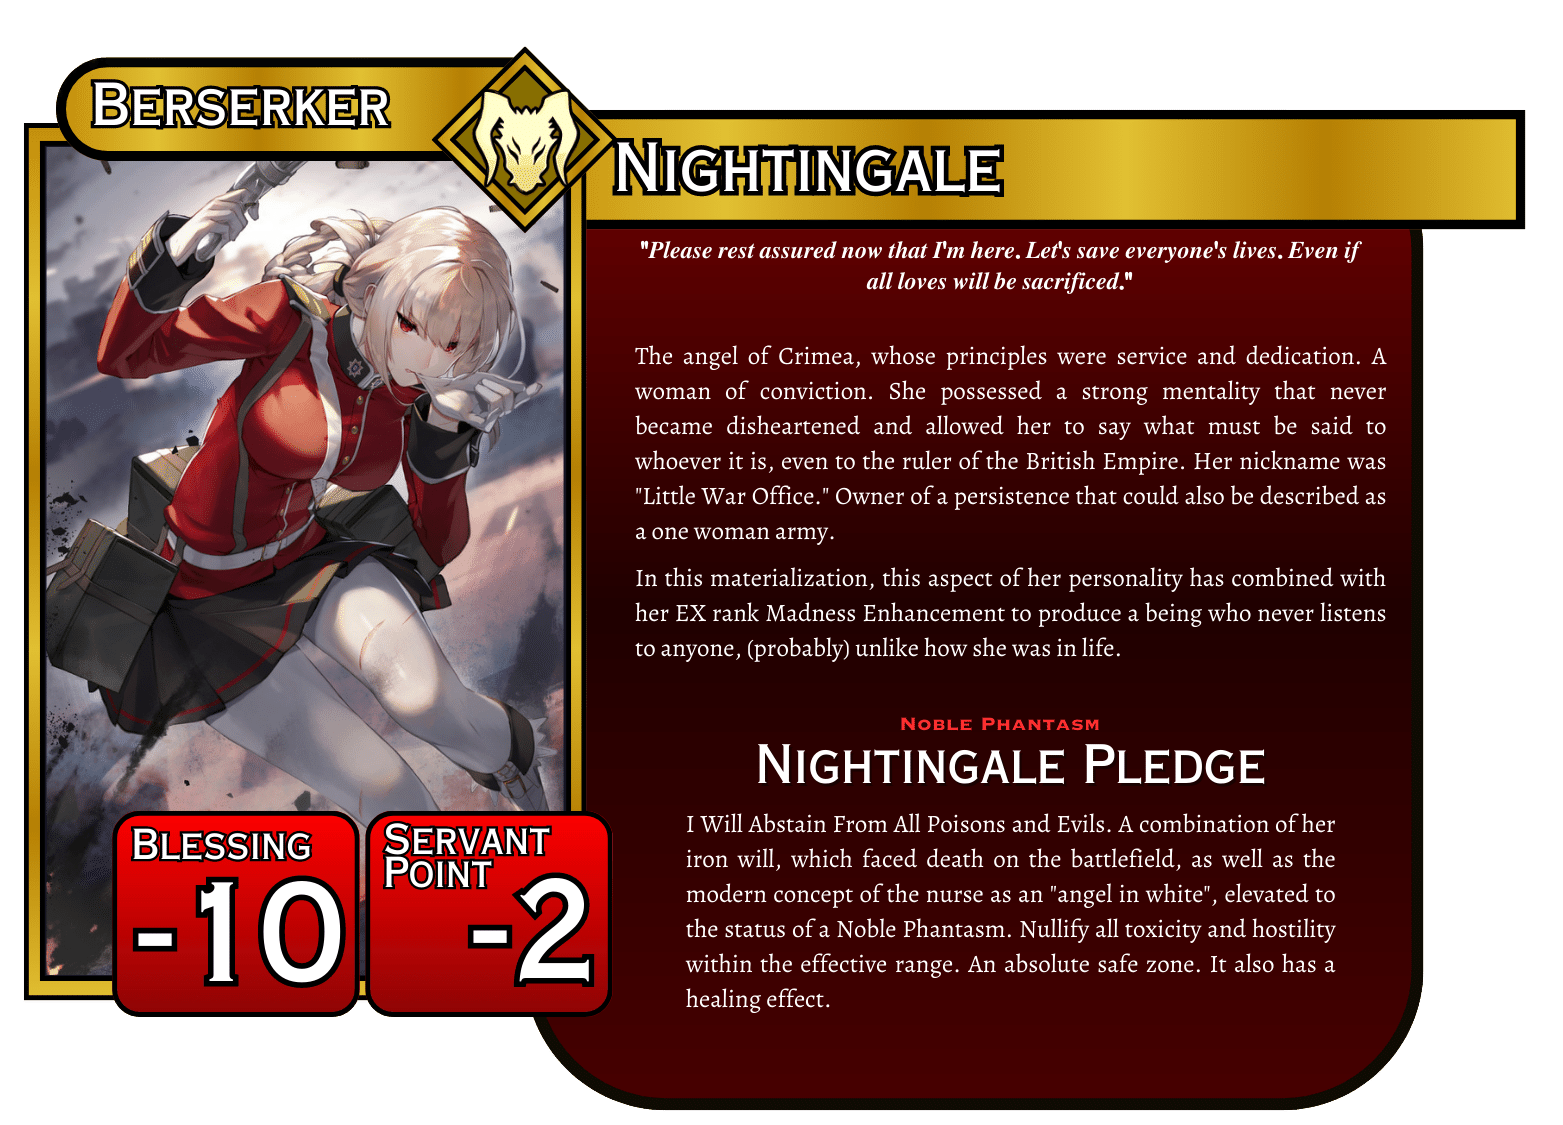 Berserker
Nightingale
"Please rest assured now that I'm here. Let's save everyone's lives. Even if
all loves will be sacrificed."
The angel of Crimea, whose principles were service and dedication. A
woman of conviction. She possessed a strong mentality that never
became disheartened and allowed her to say what must be said to
whoever it is, even to the ruler of the British Empire. Her nickname was
"Little War Office." Owner of a persistence that could also be described as
a one woman army.
In this materialization, this aspect of her personality has combined with
her EX rank Madness Enhancement to produce a being who never listens
to anyone, (probably) unlike how she was in life.
Noble Phantasm
Nightingale Pledge
I Will Abstain From All Poisons and Evils. A combination of her
iron will, which faced death on the battlefield, as well as the
modern concept of the nurse as an "angel in white", elevated to
the status of a Noble Phantasm. Nullify all toxicity and hostility
within the effective range. An absolute safe zone. It also has a
healing effect.
Blessing
-10
Servant
Point
-2